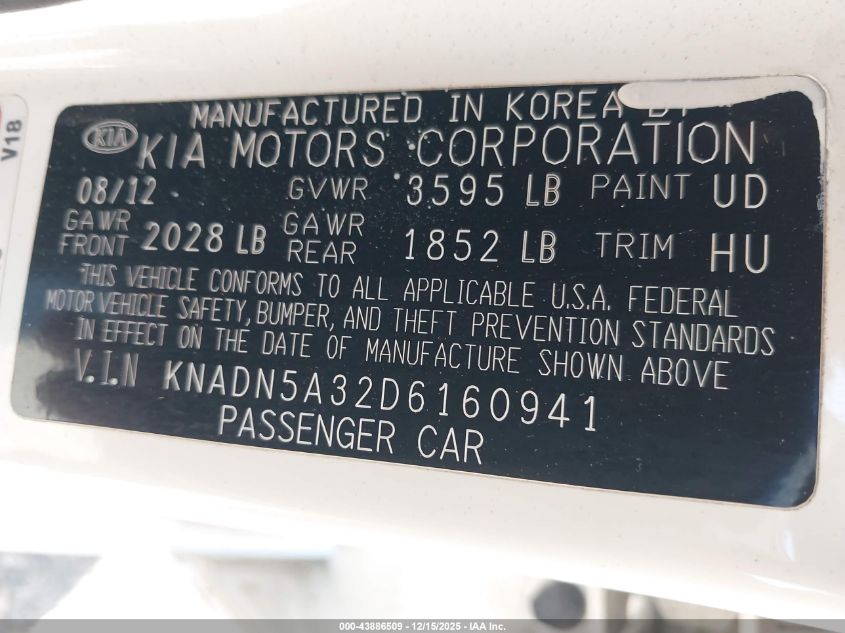 V18
MANUFACTURED IN KOREA
KIA
KIA MOTORS CORPORATION
08/12 GVWR 3595 LB PAINT UD
GAWR FRONT 2028 LB GAWR REAR 1852 LB TRIM HU
THIS VEHICLE CONFORMS TO ALL APPLICABLE U.S.A. FEDERAL
MOTOR VEHICLE SAFETY, BUMPER, AND THEFT PREVENTION STANDARDS
IN EFFECT ON THE DATE OF MANUFACTURE SHOWN ABOVE
V.I.N KNADN5A32D6160941
PASSENGER CAR
000-43886509 - 12/15/2025 - IAA Inc.